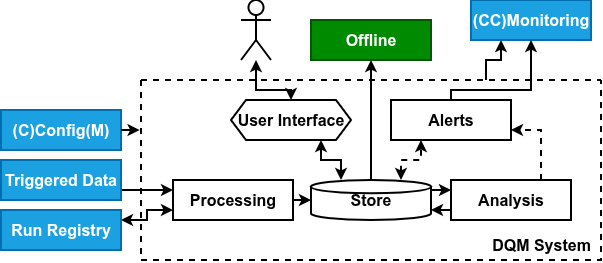 (CC)Monitoring
Offline
(C)Config(M)
User Interface
Alerts
Triggered Data
Processing
Store
Analysis
Run Registry
DQM System